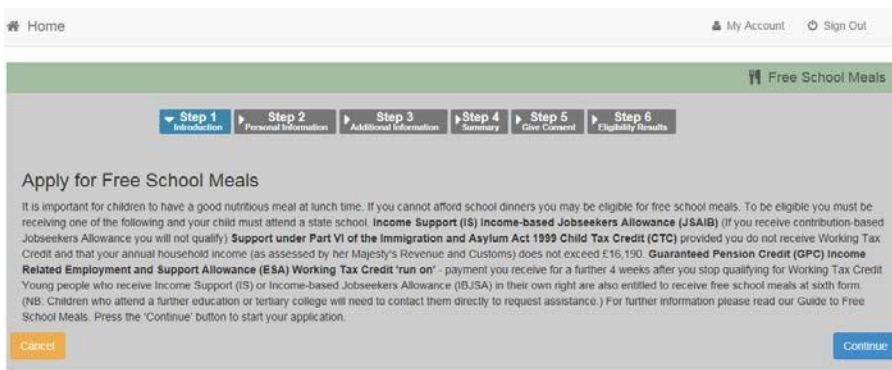 Home
My Account Sign Out
Free School Meals
Step 1 Step 2 Step 3 Step 4 Step 5 Step 6
Introduction Personal Information Additional Information Summary Give Consent Eligibility Results
Apply for Free School Meals
It is important for children to have a good nutritious meal at lunch time. If you cannot afford school dinners you may be eligible for free school meals. To be eligible you must be
receiving one of the following and your child must attend a state school. Income Support (IS) Income-based Jobseekers Allowance (JSAIB) (If you receive contribution-based
Jobseekers Allowance you will not qualify) Support under Part VI of the Immigration and Asylum Act 1999 Child Tax Credit (CTC) provided you do not receive Working Tax
Credit and that your annual household income (as assessed by her Majesty's Revenue and Customs) does not exceed £16,190. Guaranteed Pension Credit (GPC) Income
Related Employment and Support Allowance (ESA) Working Tax Credit 'run on' - payment you receive for a further 4 weeks after you stop qualifying for Working Tax Credit
Young people who receive Income Support (IS) or Income-based Jobseekers Allowance (IBJSA) in their own right are also entitled to receive free school meals at sixth form.
(NB: Children who attend a further education or tertiary college will need to contact them directly to request assistance.) For further information please read our Guide to Free
School Meals. Press the 'Continue' button to start your application.
Cancel Continue